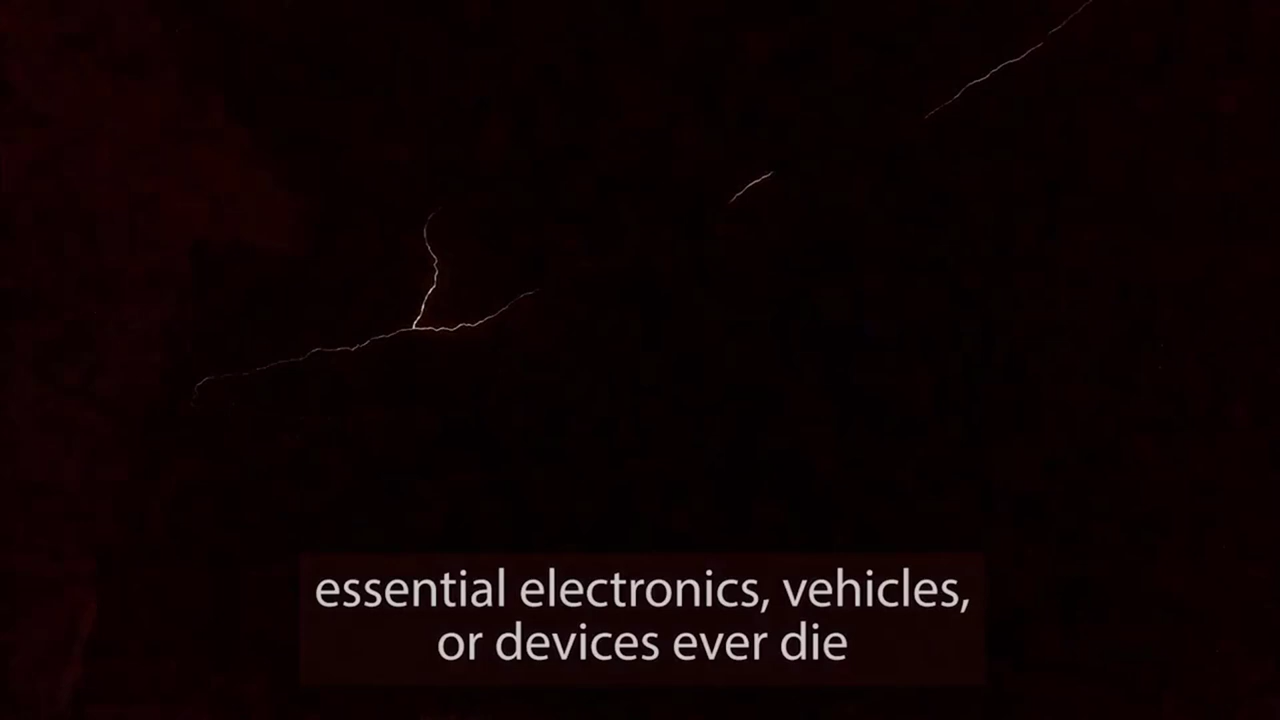 essential electronics, vehicles,
or devices ever die